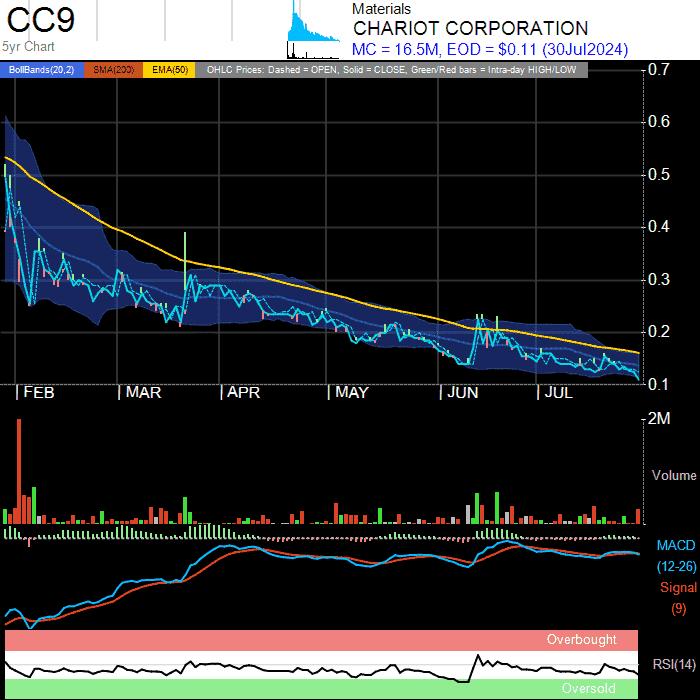 CC9
5yr Chart
Materials
CHARIOT CORPORATION
MC = 16.5M, EOD = $0.11 (30Jul2024)
BollBands(20,2) SMA(200) EMA(50) OHLC Prices: Dashed = OPEN, Solid = CLOSE, Green/Red bars = Intra-day HIGH/LOW
0.7
0.6
0.5
0.4
0.3
0.2
0.1
FEB MAR APR MAY JUN JUL
2M
Volume
MACD
(12-26)
Signal
(9)
Overbought
RSI(14)
Oversold